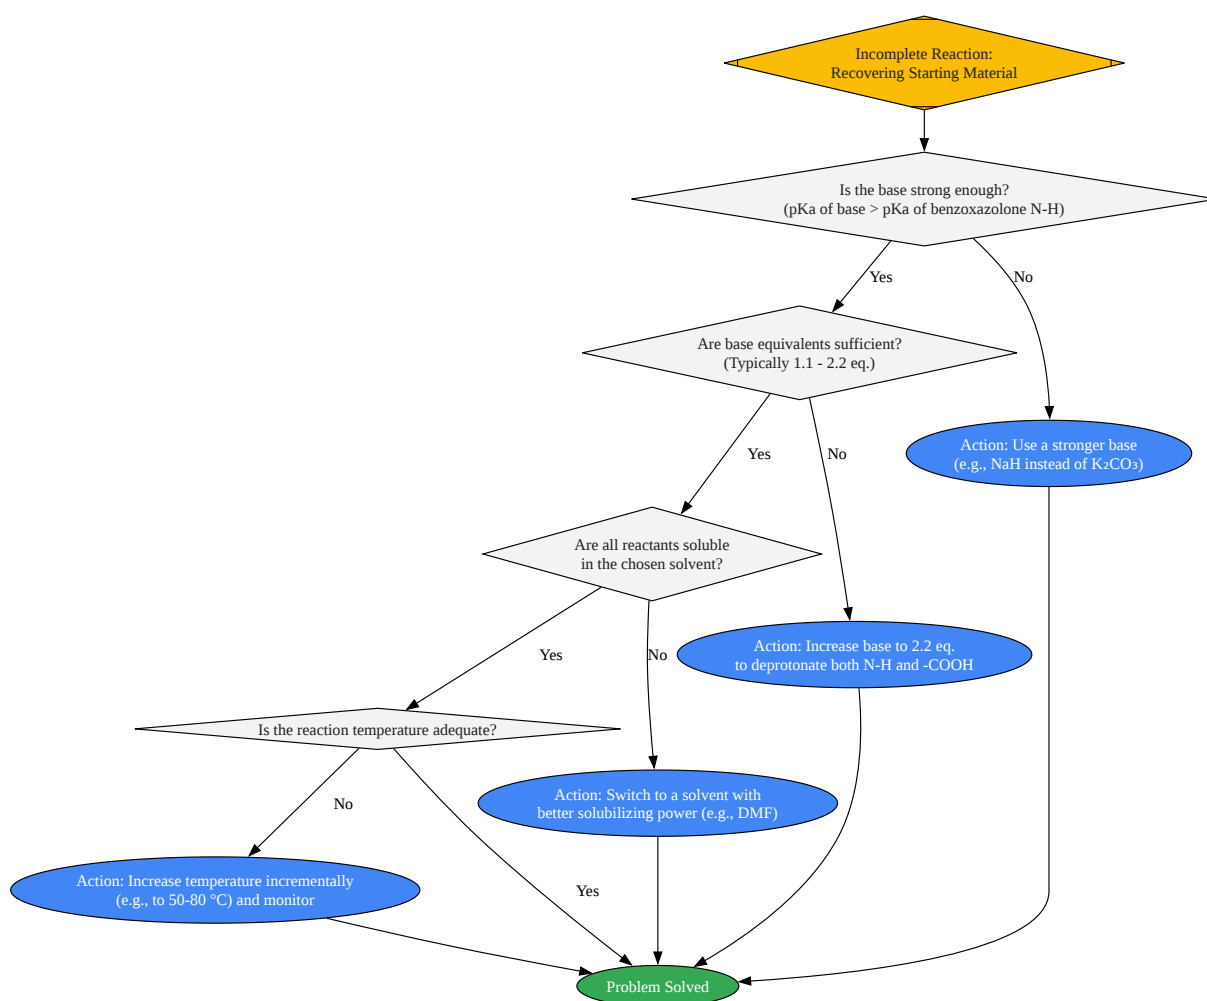 Incomplete Reaction:
Recovering Starting Material
Is the base strong enough?
(pKa of base > pKa of benzoxazolone N-H)
Yes
No
Are base equivalents sufficient?
(Typically 1.1 - 2.2 eq.)
Yes
No
Action: Use a stronger base
(e.g., NaH instead of K₂CO₃)
Are all reactants soluble
in the chosen solvent?
Yes
No
Action: Increase base to 2.2 eq.
to deprotonate both N-H and -COOH
Is the reaction temperature adequate?
No
Yes
Action: Switch to a solvent with
better solubilizing power (e.g., DMF)
Action: Increase temperature incrementally
(e.g., to 50-80 °C) and monitor
Problem Solved